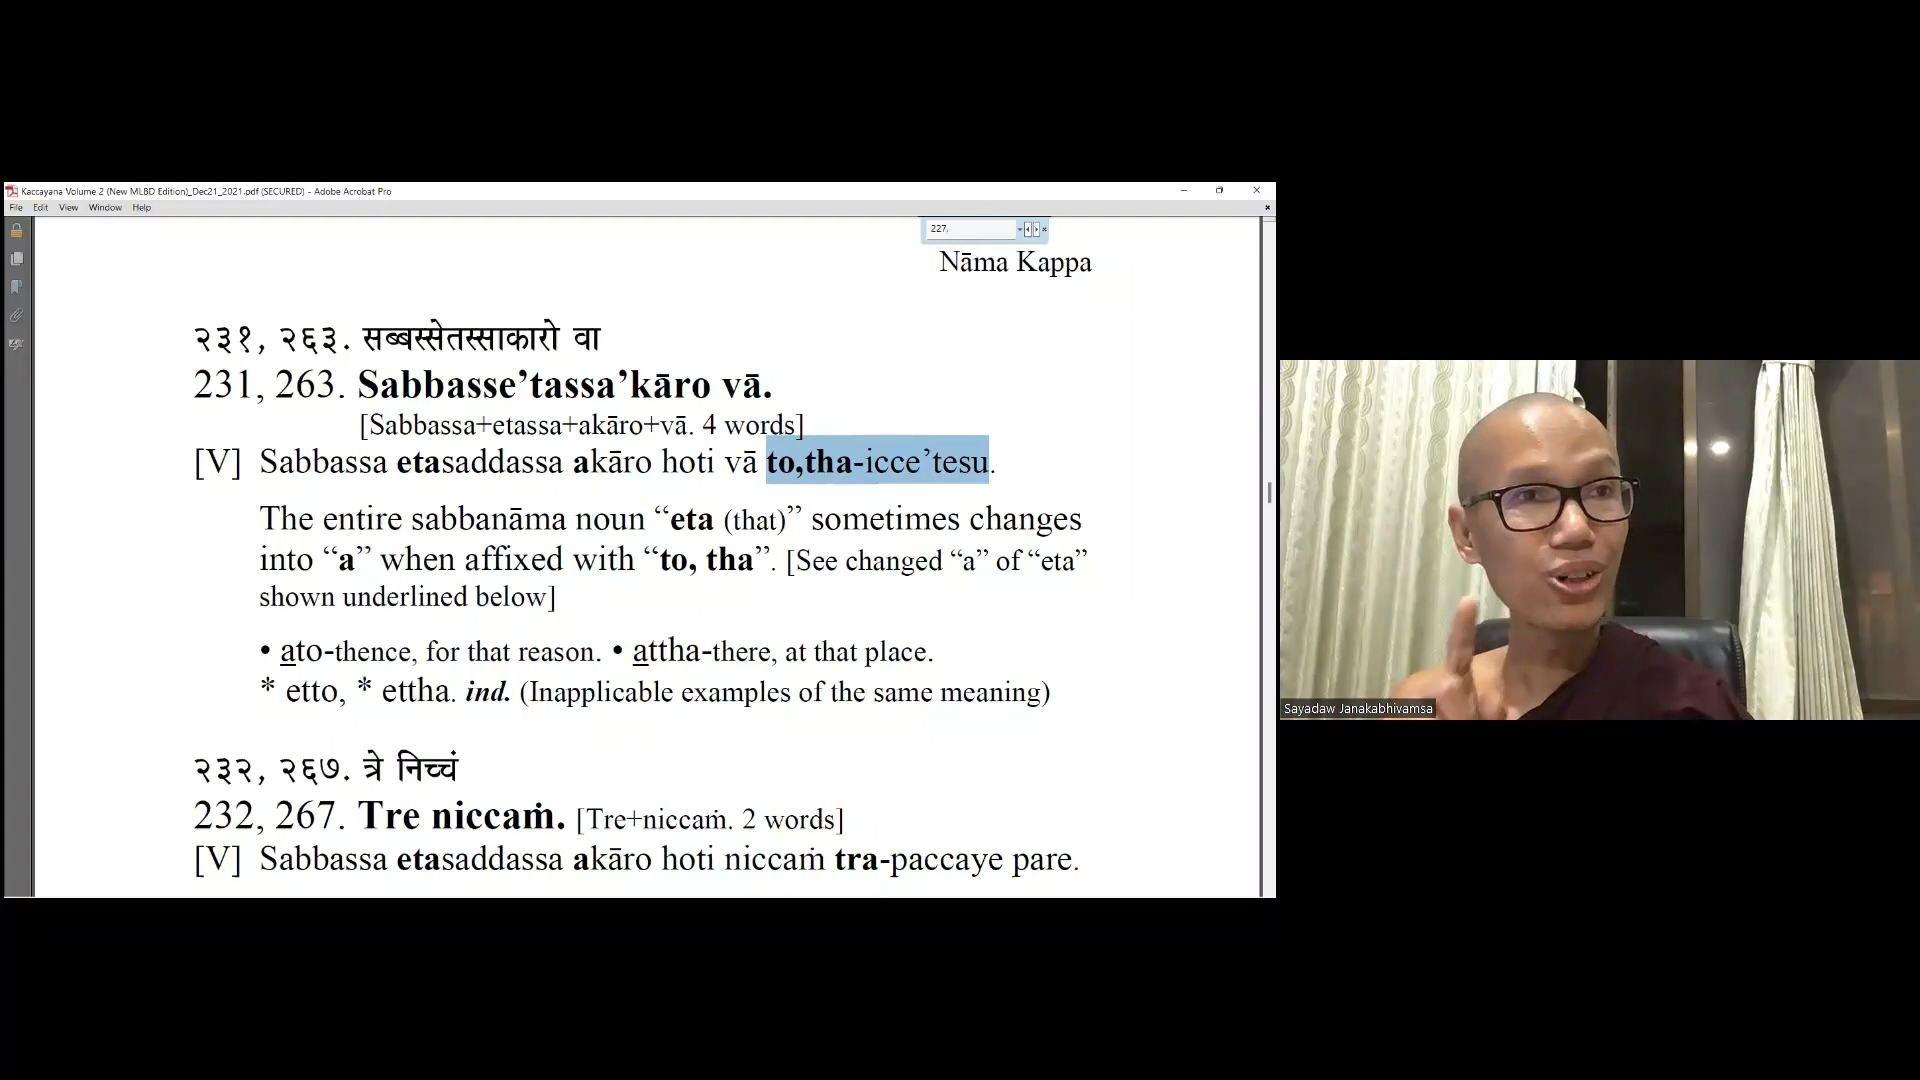 Kaccayana Volume 2 (New MLBD Edition)_Dec21_2021.pdf (SECURED) - Adobe Acrobat Pro
File Edit View Window Help
227.
Nāma Kappa
२३१, २६३. सब्बस्सेतस्साकारो वा
231, 263. Sabbasse’tassa’kāro vā.
[Sabbassa+etassa+akāro+vā. 4 words]
[V] Sabbassa etasaddassa akāro hoti vā to,tha-icce’tesu.
The entire sabbanāma noun “eta (that)” sometimes changes
into “a” when affixed with “to, tha”. [See changed “a” of “eta”
shown underlined below]
• ato-thence, for that reason. • attha-there, at that place.
* etto, * ettha. ind. (Inapplicable examples of the same meaning)
२३२, २६७. त्रे निच्चं
232, 267. Tre niccaṁ. [Tre+niccaṁ. 2 words]
[V] Sabbassa etasaddassa akāro hoti niccaṁ tra-paccaye pare.
Sayadaw Janakabhivamsa